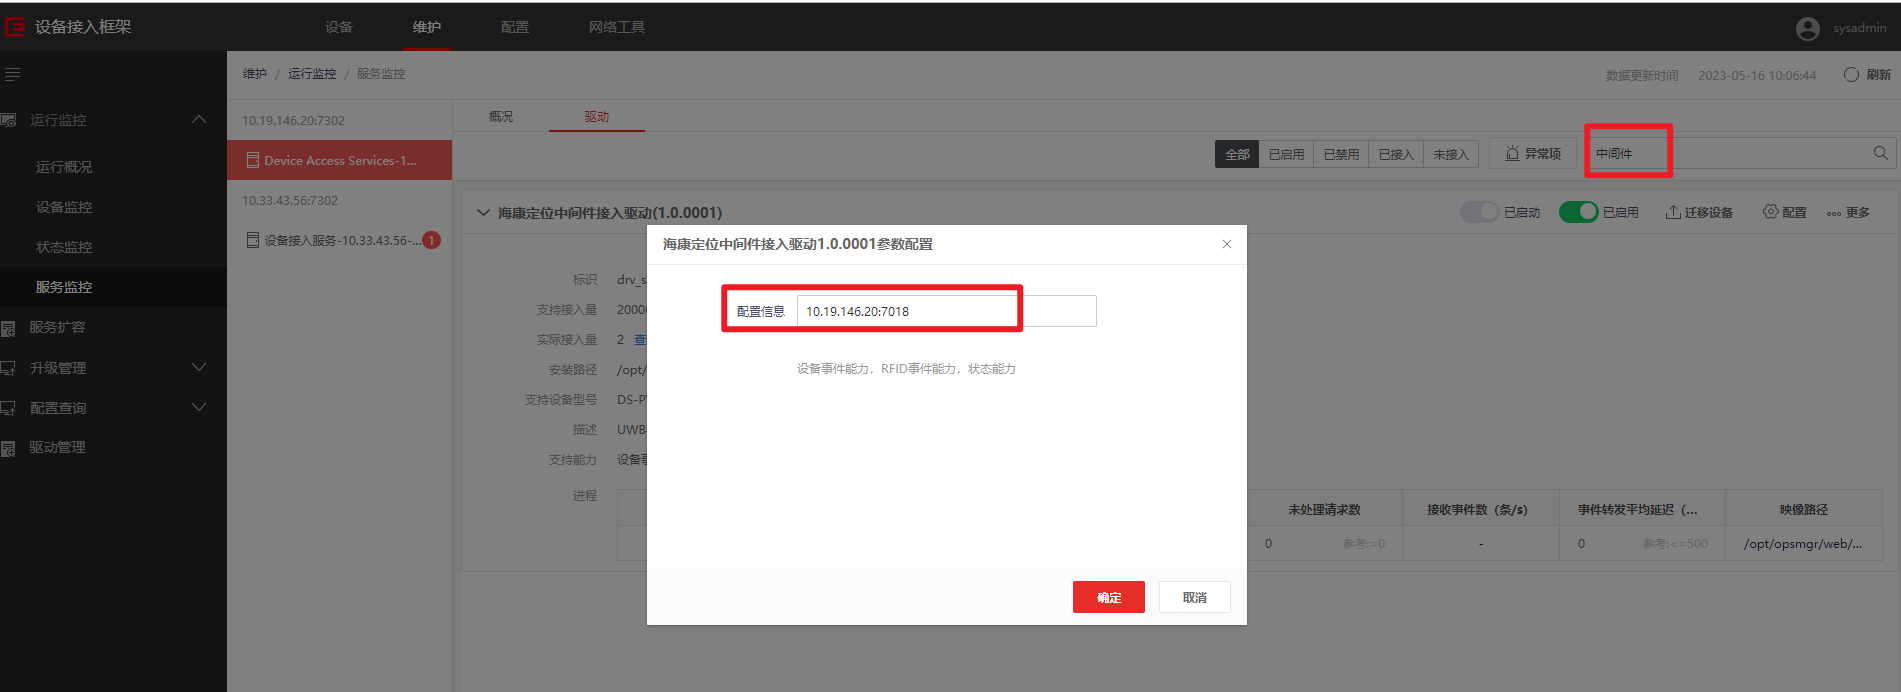 设备接入框架 设备 维护 配置 网络工具 sysadmin
维护 / 运行监控 / 服务监控 数据更新时间 2023-05-16 10:06:44 刷新
运行监控
运行概况
设备监控
状态监控
服务监控
服务扩容
升级管理
配置查询
驱动管理
10.19.146.20:7302
Device Access Services-1...
10.33.43.56:7302
设备接入服务-10.33.43.56-... 1
概况 驱动
全部 已启用 已禁用 已接入 未接入 异常项 中间件
海康定位中间件接入驱动(1.0.0001) 已启动 已启用 迁移设备 配置 更多
标识 drv_s
支持接入量 2000
实际接入量 2 查
安装路径 /opt/
支持设备型号 DS-P
描述 UWB
支持能力 设备事
进程
未处理请求数 接收事件数（条/s） 事件转发平均延迟（... 映像路径
0 参考:=0 - 0 参考:<=500 /opt/opsmgr/web/...
海康定位中间件接入驱动1.0.0001参数配置
配置信息 10.19.146.20:7018
设备事件能力，RFID事件能力，状态能力
确定 取消